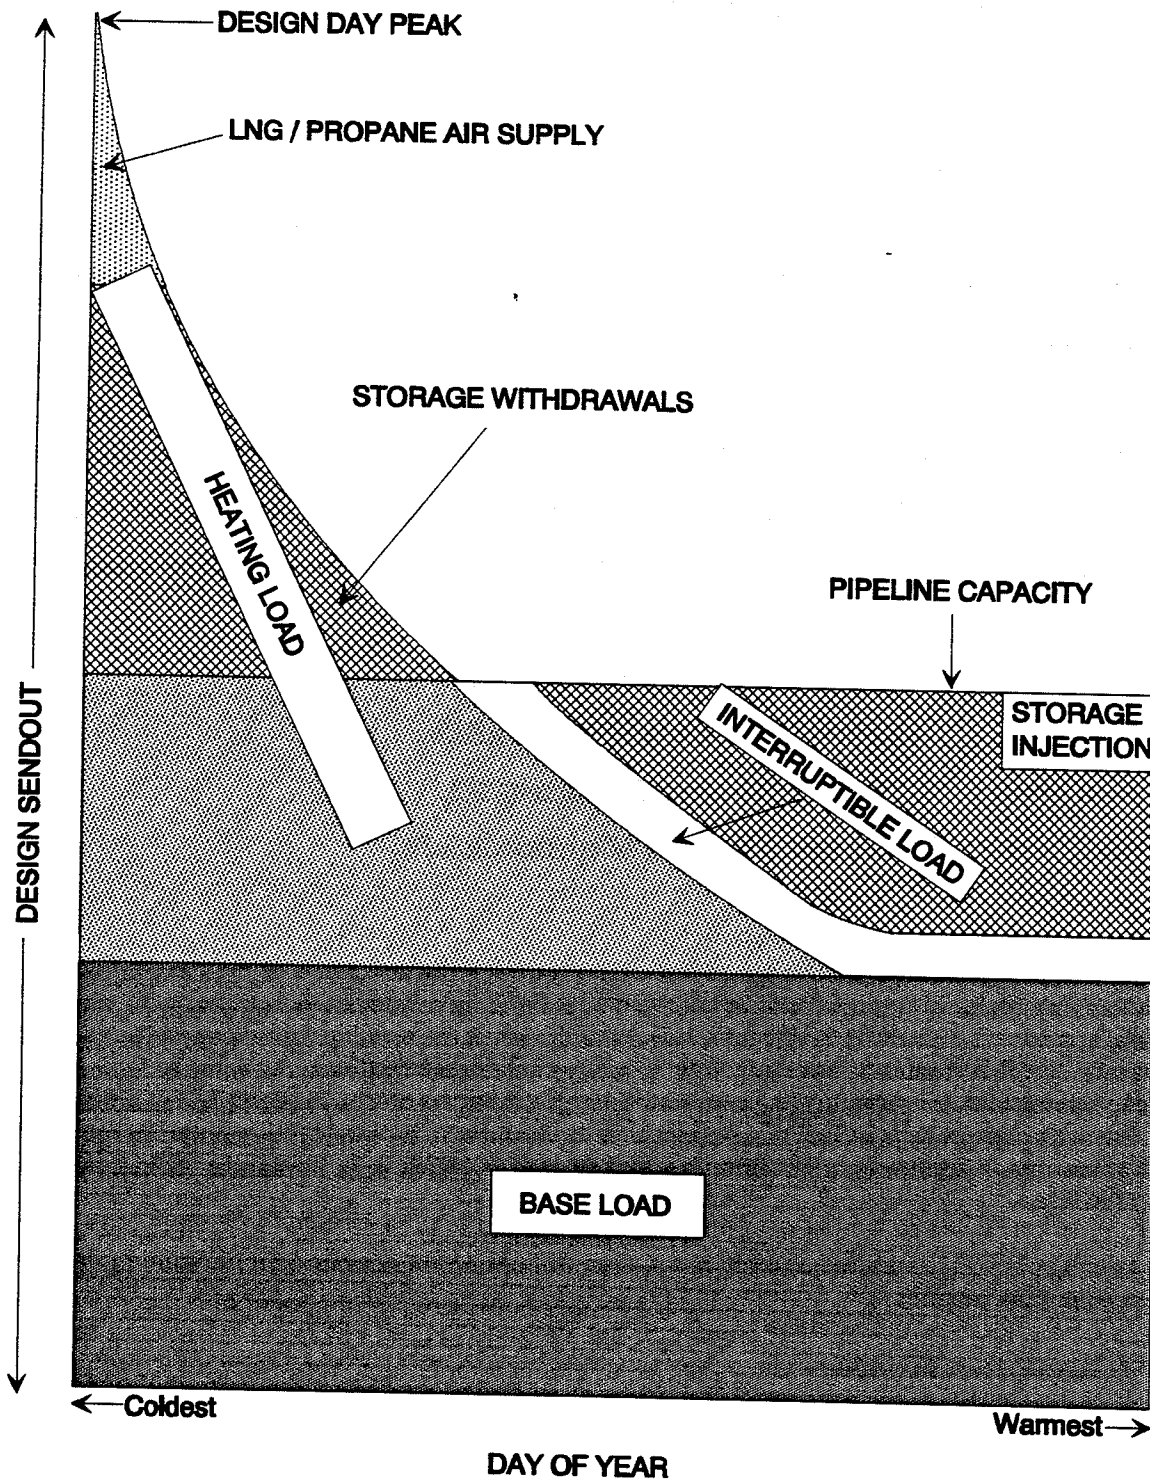 DESIGN DAY PEAK
LNG / PROPANE AIR SUPPLY
STORAGE WITHDRAWALS
HEATING LOAD
PIPELINE CAPACITY
STORAGE
INJECTION
INTERRUPTIBLE LOAD
DESIGN SENDOUT
BASE LOAD
Coldest
Warmest
DAY OF YEAR